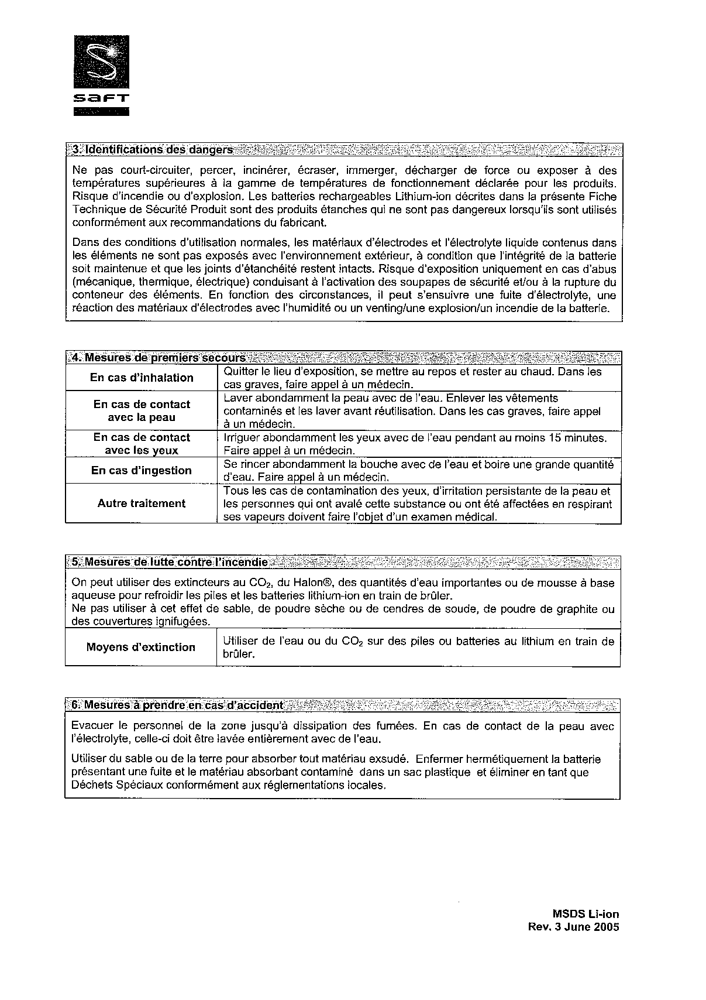 SAFT
3. Identifications des dangers
Ne pas court-circuiter, percer, incinérer, écraser, immerger, décharger de force ou exposer à des
températures supérieures à la gamme de températures de fonctionnement déclarée pour les produits.
Risque d'incendie ou d'explosion. Les batteries rechargeables Lithium-ion décrites dans la présente Fiche
Technique de Sécurité Produit sont des produits étanches qui ne sont pas dangereux lorsqu'ils sont utilisés
conformément aux recommandations du fabricant.
Dans des conditions d'utilisation normales, les matériaux d'électrodes et l'électrolyte liquide contenus dans
les éléments ne sont pas exposés avec l'environnement extérieur, à condition que l'intégrité de la batterie
soit maintenue et que les joints d'étanchéité restent intacts. Risque d'exposition uniquement en cas d'abus
(mécanique, thermique, électrique) conduisant à l'activation des soupapes de sécurité et/ou à la rupture du
conteneur des éléments. En fonction des circonstances, il peut s'ensuivre une fuite d'électrolyte, une
réaction des matériaux d'électrodes avec l'humidité ou un venting/une explosion/un incendie de la batterie.
4. Mesures de premiers secours
En cas d'inhalation
Quitter le lieu d'exposition, se mettre au repos et rester au chaud. Dans les
cas graves, faire appel à un médecin.
En cas de contact
avec la peau
Laver abondamment la peau avec de l'eau. Enlever les vêtements
contaminés et les laver avant réutilisation. Dans les cas graves, faire appel
à un médecin.
En cas de contact
avec les yeux
Irriguer abondamment les yeux avec de l'eau pendant au moins 15 minutes.
Faire appel à un médecin.
En cas d'ingestion
Se rincer abondamment la bouche avec de l'eau et boire une grande quantité
d'eau. Faire appel à un médecin.
Autre traitement
Tous les cas de contamination des yeux, d'irritation persistante de la peau et
les personnes qui ont avalé cette substance ou ont été affectées en respirant
ses vapeurs doivent faire l'objet d'un examen médical.
5. Mesures de lutte contre l'incendie
On peut utiliser des extincteurs au CO₂, du Halon®, des quantités d'eau importantes ou de mousse à base
aqueuse pour refroidir les piles et les batteries lithium-ion en train de brûler.
Ne pas utiliser à cet effet de sable, de poudre sèche ou de cendres de soude, de poudre de graphite ou
des couvertures ignifugées.
Moyens d'extinction
Utiliser de l'eau ou du CO₂ sur des piles ou batteries au lithium en train de
brûler.
6. Mesures à prendre en cas d'accident
Evacuer le personnel de la zone jusqu'à dissipation des fumées. En cas de contact de la peau avec
l'électrolyte, celle-ci doit être lavée entièrement avec de l'eau.
Utiliser du sable ou de la terre pour absorber tout matériau exsudé. Enfermer hermétiquement la batterie
présentant une fuite et le matériau absorbant contaminé dans un sac plastique et éliminer en tant que
Déchets Spéciaux conformément aux réglementations locales.
MSDS Li-ion
Rev. 3 June 2005